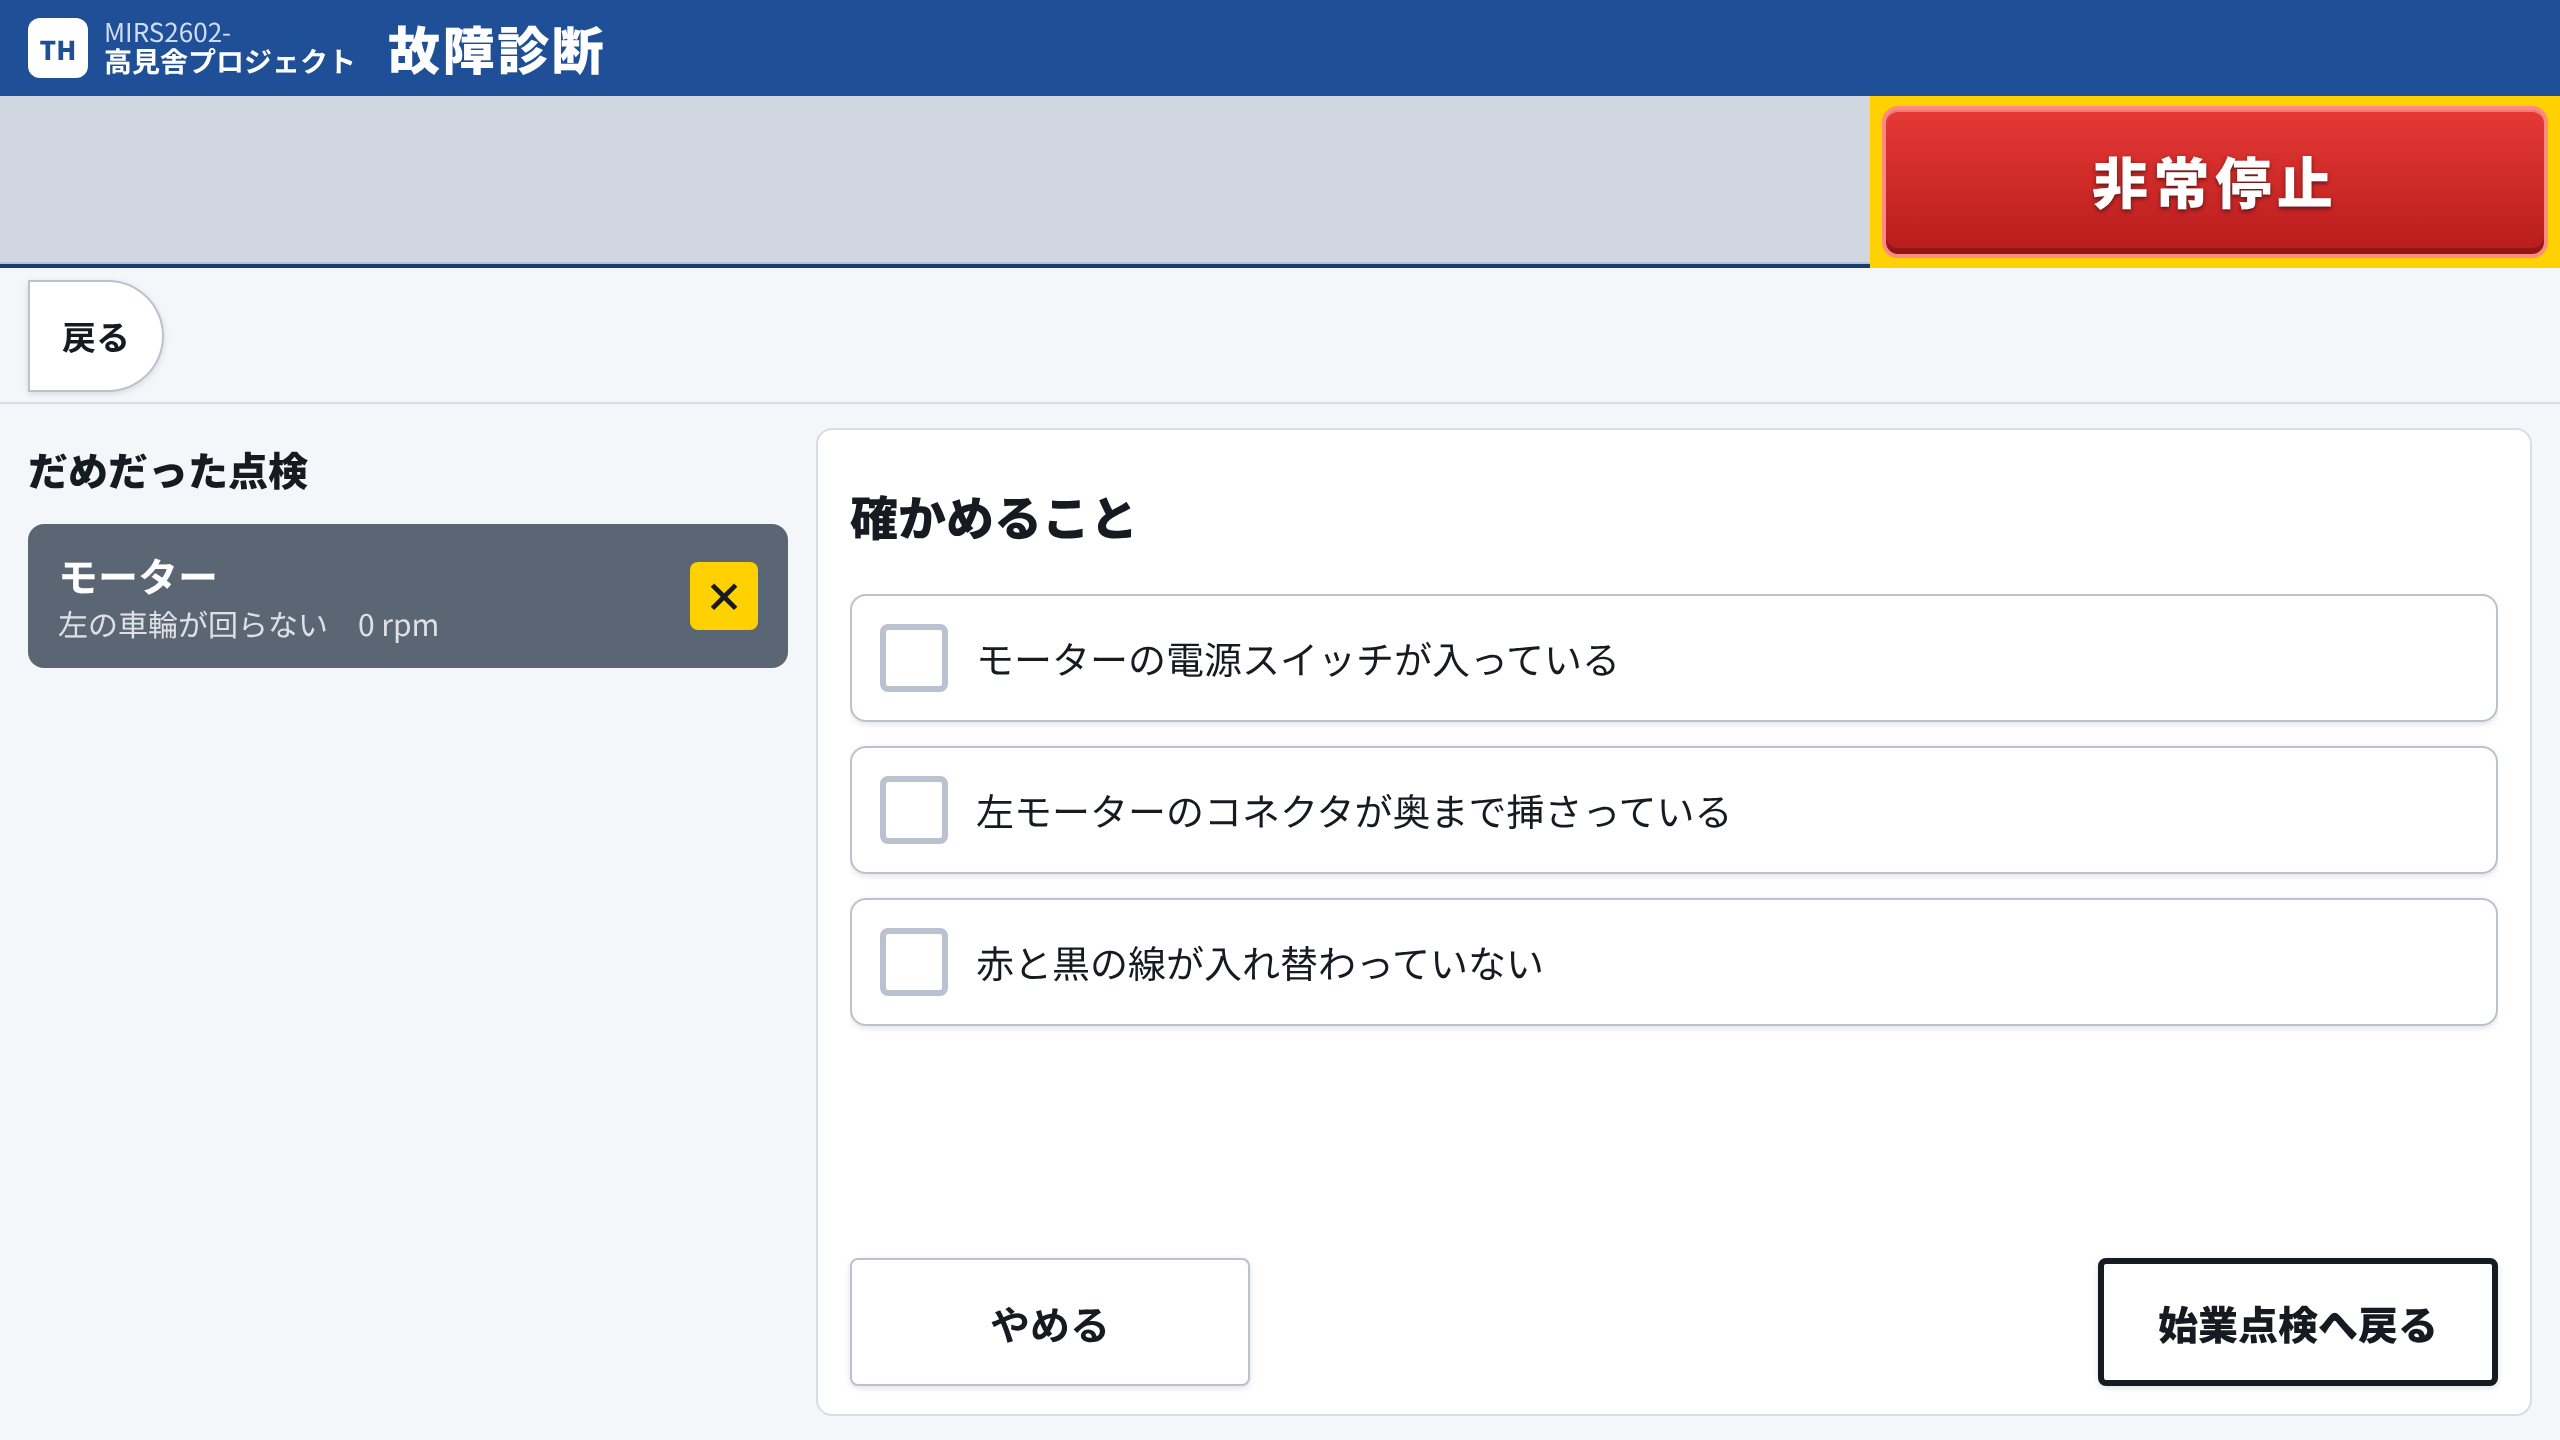 TH
MIRS2602-
高見舎プロジェクト
故障診断
非常停止
戻る
だめだった点検
モーター
左の車輪が回らない 0 rpm
×
確かめること
モーターの電源スイッチが入っている
左モーターのコネクタが奥まで挿さっている
赤と黒の線が入れ替わっていない
やめる
始業点検へ戻る